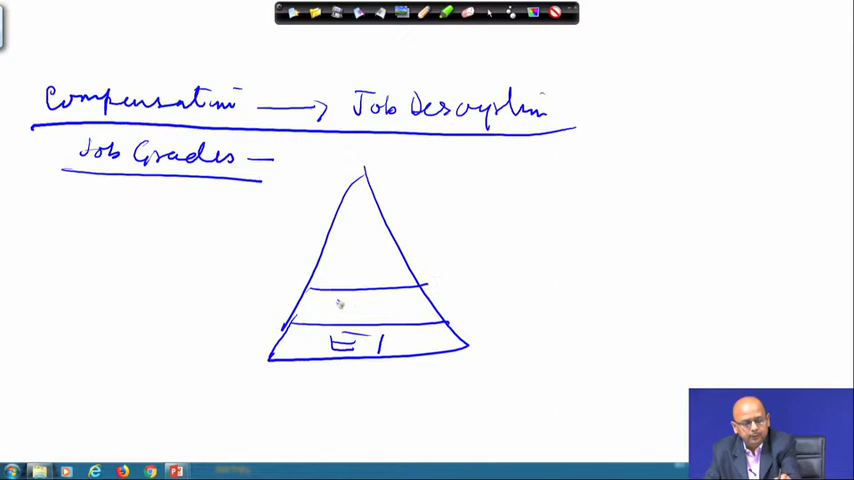 Compensation → Job Description
Job Grades —
E1